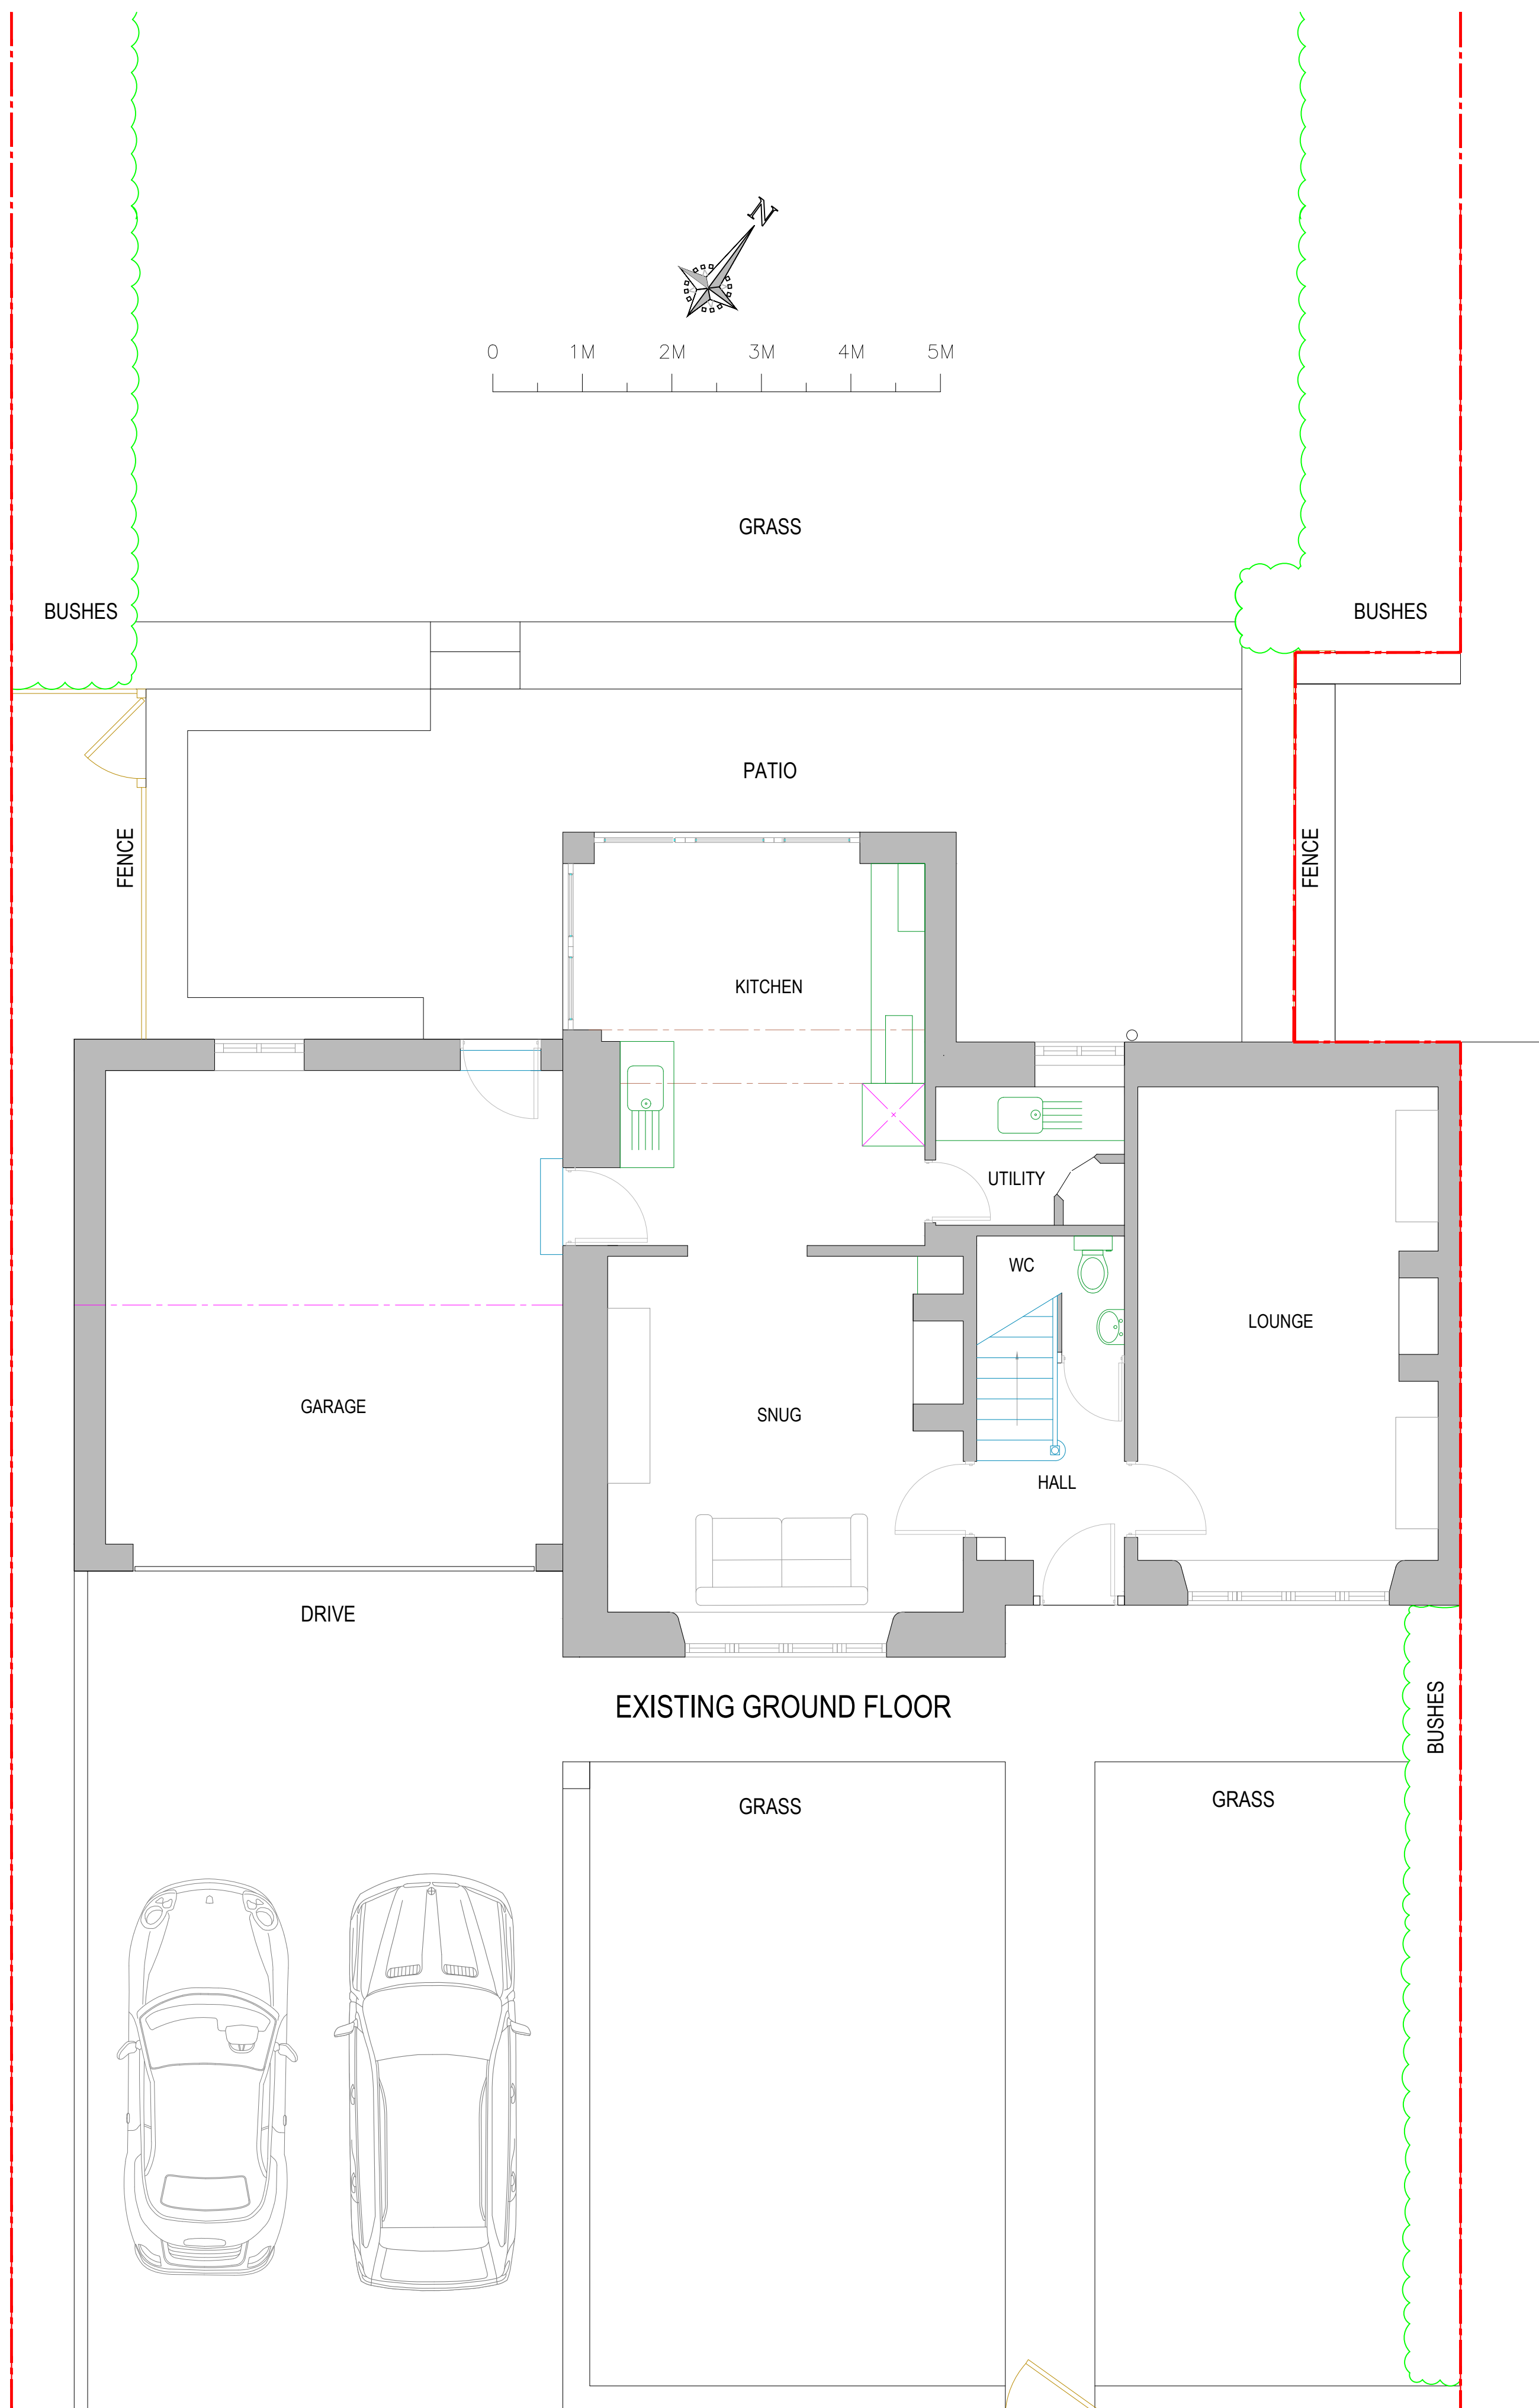 N
0 1M 2M 3M 4M 5M
GRASS
BUSHES
BUSHES
PATIO
FENCE
FENCE
KITCHEN
UTILITY
WC
LOUNGE
GARAGE
SNUG
HALL
DRIVE
EXISTING GROUND FLOOR
BUSHES
GRASS
GRASS